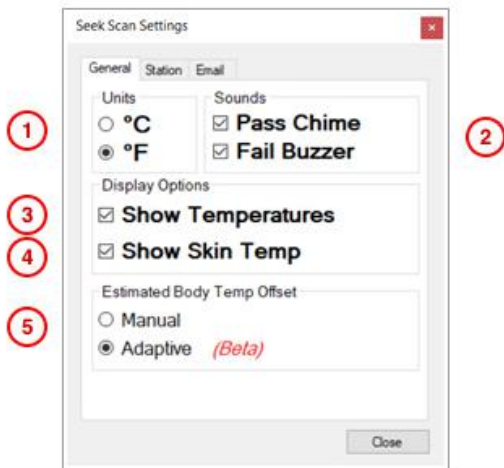 Seek Scan Settings
General Station Email
Units
°C
°F
Sounds
Pass Chime
Fail Buzzer
Display Options
Show Temperatures
Show Skin Temp
Estimated Body Temp Offset
Manual
Adaptive (Beta)
Close
1
2
3
4
5